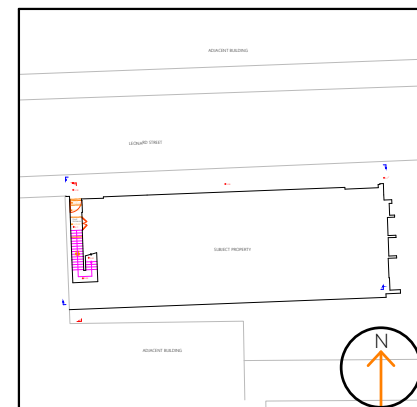 ADJACENT BUILDING
LEONARD STREET
SUBJECT PROPERTY
ADJACENT BUILDING
N